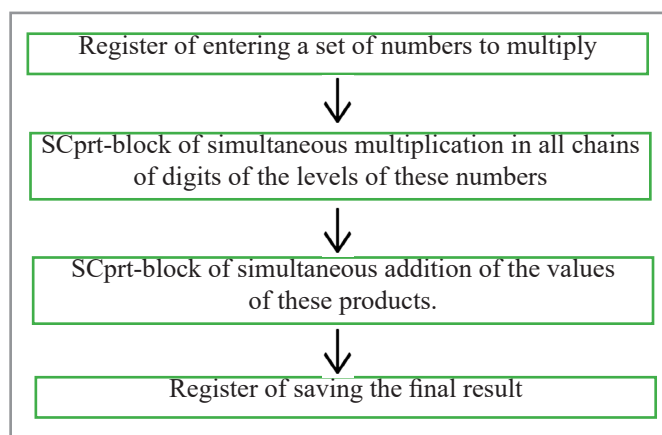 Register of entering a set of numbers to multiply
SCprt-block of simultaneous multiplication in all chains
of digits of the levels of these numbers
SCprt-block of simultaneous addition of the values
of these products.
Register of saving the final result